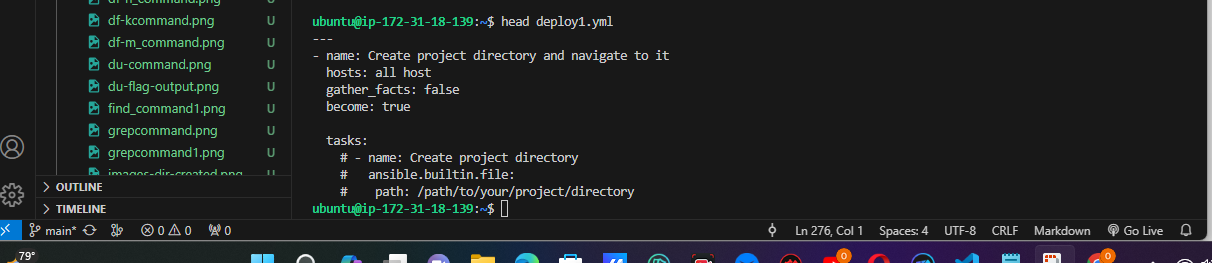 df-h_command.png U
df-kcommand.png U
df-m_command.png U
du-command.png U
du-flag-output.png U
find_command1.png U
grepcommand.png U
grepcommand1.png U
images-dir-created.png U
OUTLINE
TIMELINE
ubuntu@ip-172-31-18-139:~$ head deploy1.yml
---
- name: Create project directory and navigate to it
  hosts: all host
  gather_facts: false
  become: true
  tasks:
    # - name: Create project directory
    #   ansible.builtin.file:
    #    path: /path/to/your/project/directory
ubuntu@ip-172-31-18-139:~$
main* 0 0 0 Ln 276, Col 1 Spaces: 4 UTF-8 CRLF Markdown Go Live
79° 0 0